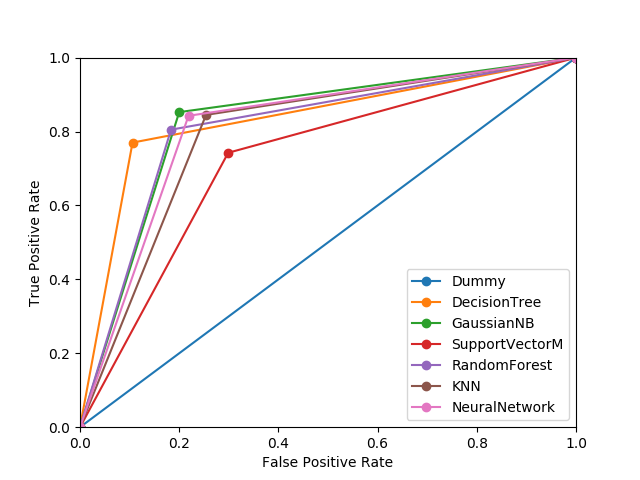 1.0
0.8
0.6
0.4
0.2
0.0
True Positive Rate
Dummy
DecisionTree
GaussianNB
SupportVectorM
RandomForest
KNN
NeuralNetwork
0.0 0.2 0.4 0.6 0.8 1.0
False Positive Rate